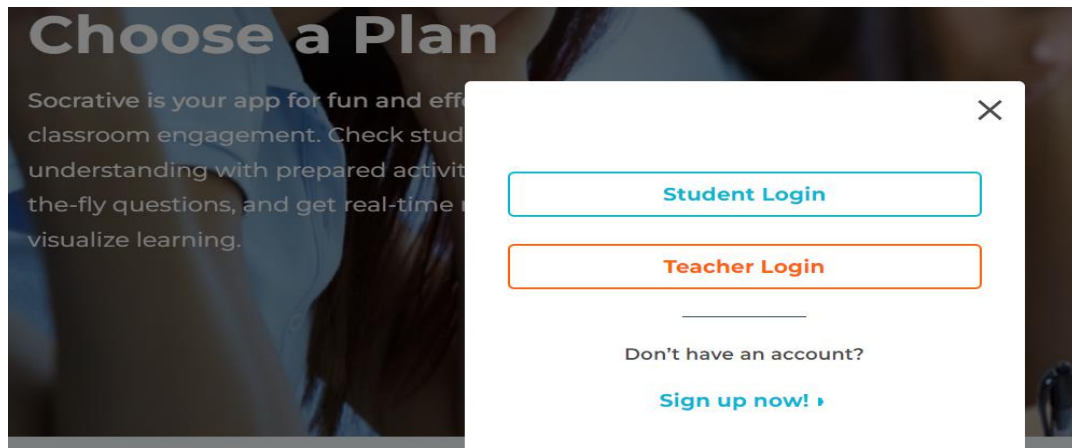 Choose a Plan
Socrative is your app for fun and effe
classroom engagement. Check stud
understanding with prepared activit
the-fly questions, and get real-time
visualize learning.
Student Login
Teacher Login
Don’t have an account?
Sign up now!